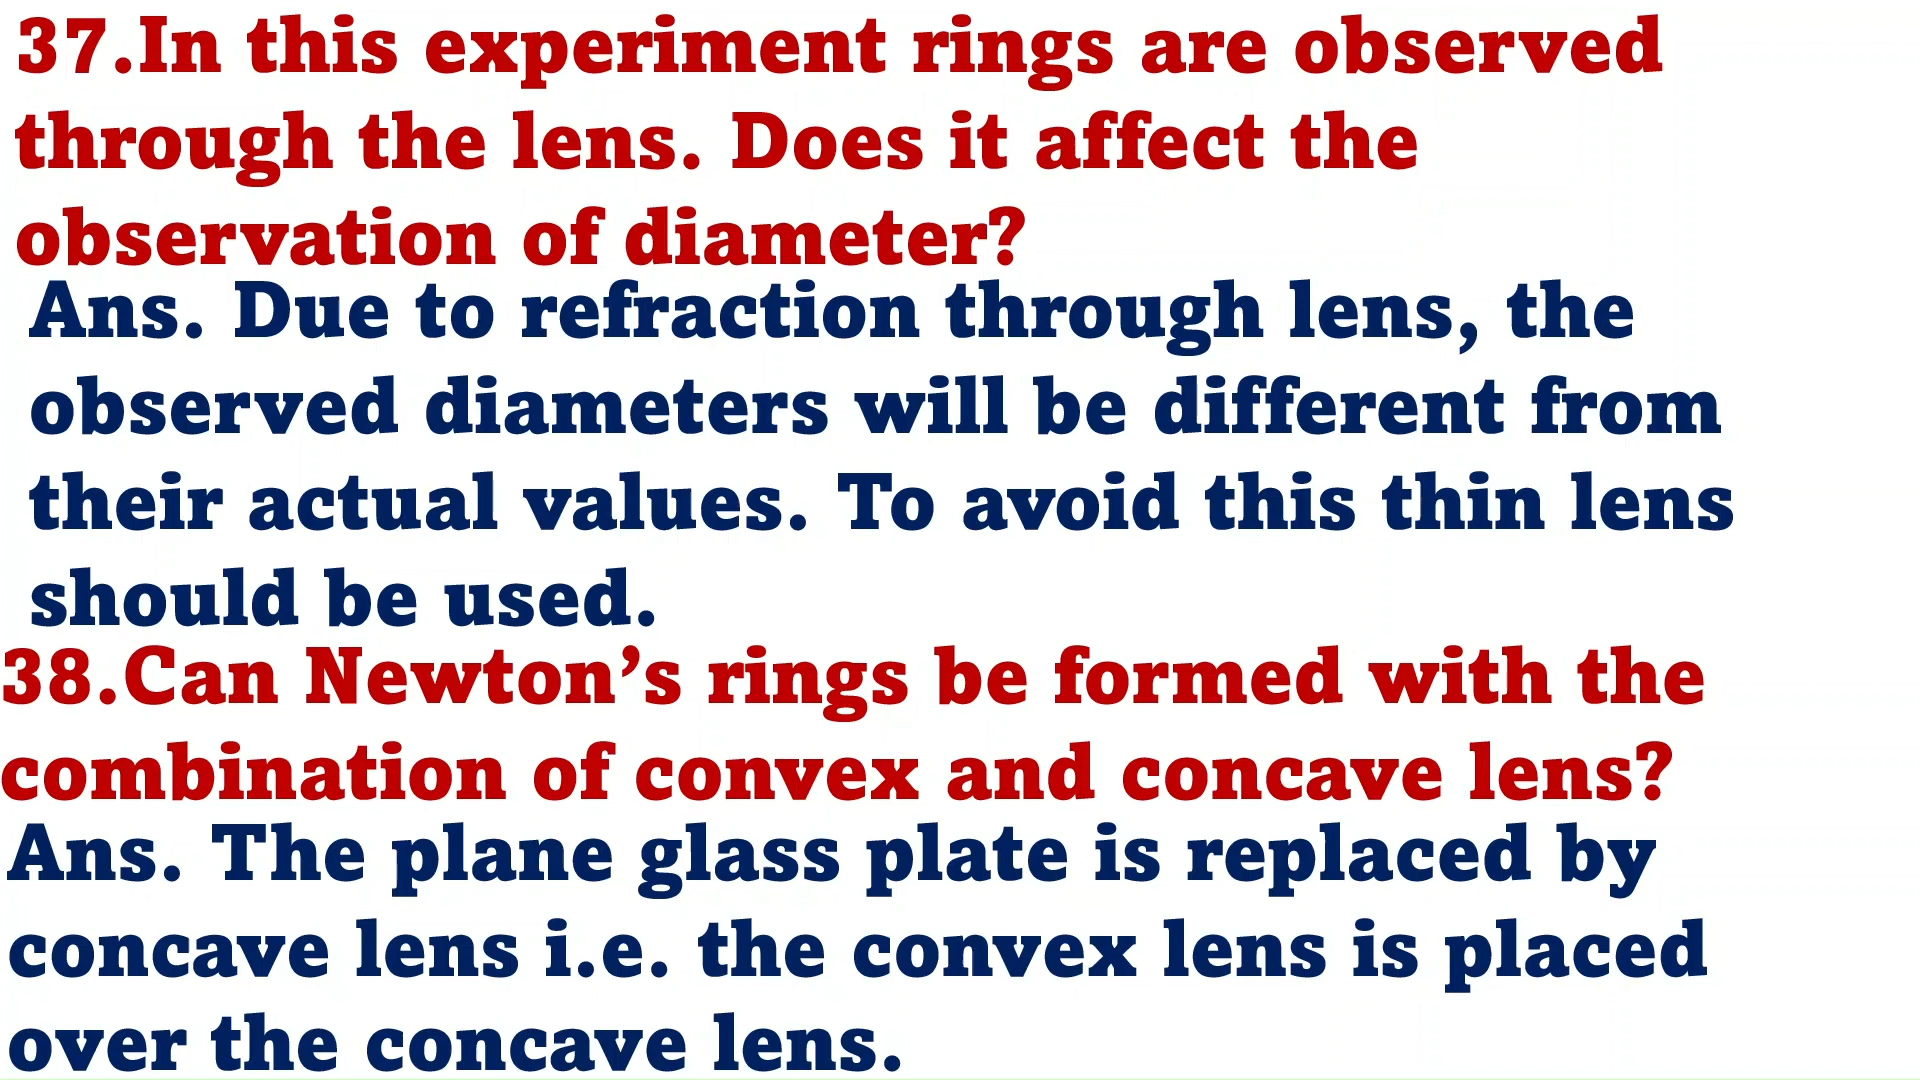 37.In this experiment rings are observed
through the lens. Does it affect the
observation of diameter?
Ans. Due to refraction through lens, the
observed diameters will be different from
their actual values. To avoid this thin lens
should be used.
38.Can Newton’s rings be formed with the
combination of convex and concave lens?
Ans. The plane glass plate is replaced by
concave lens i.e. the convex lens is placed
over the concave lens.